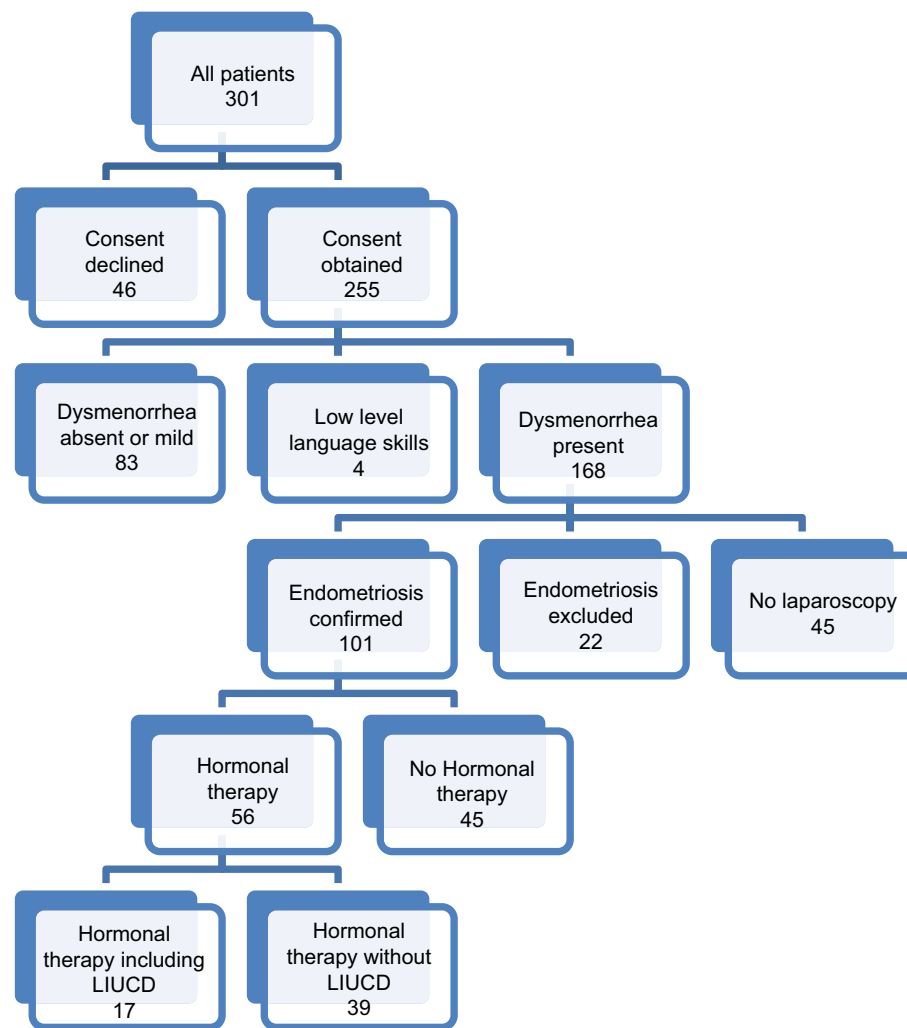 All patients
301
Consent
declined
46
Consent
obtained
255
Dysmenorrhea
absent or mild
83
Low level
language skills
4
Dysmenorrhea
present
168
Endometriosis
confirmed
101
Endometriosis
excluded
22
No laparoscopy
45
Hormonal
therapy
56
No Hormonal
therapy
45
Hormonal
therapy including
LIUCD
17
Hormonal
therapy without
LIUCD
39